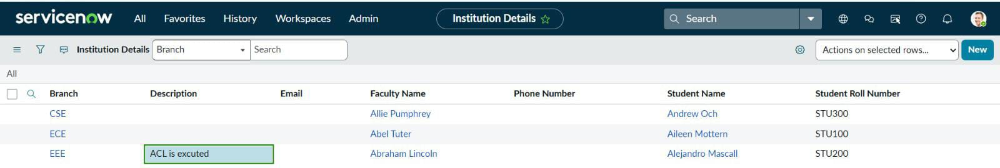 servicenow All Favorites History Workspaces Admin Institution Details Search
Institution Details Branch Search Actions on selected rows... New
All
Branch Description Email Faculty Name Phone Number Student Name Student Roll Number
CSE Allie Pumphrey Andrew Och STU300
ECE Abel Tuter Aileen Mottern STU100
EEE ACL is excuted Abraham Lincoln Alejandro Mascall STU200